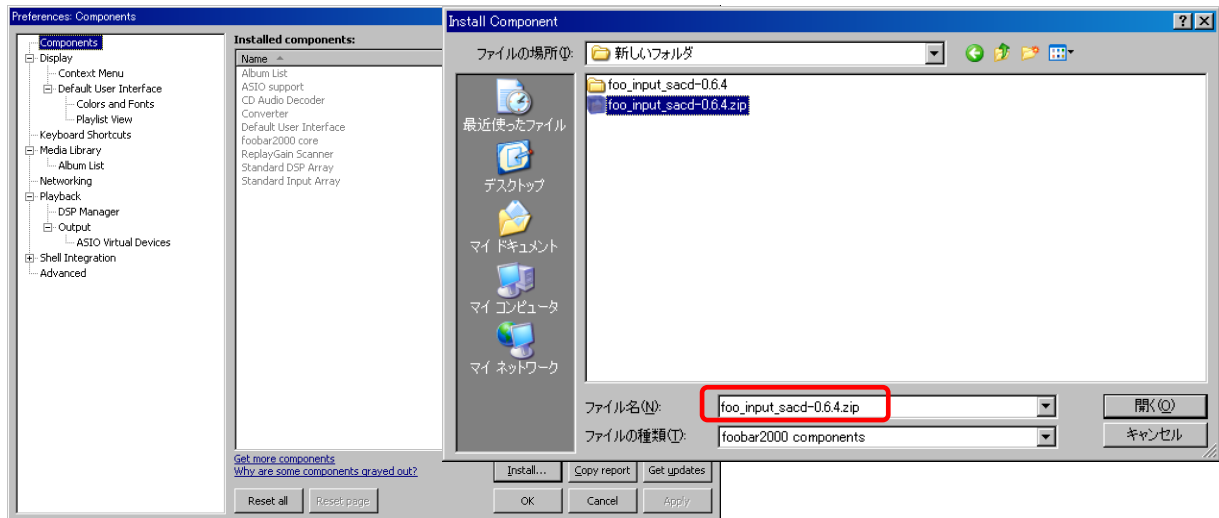 Preferences: Components
Components
Display
Context Menu
Default User Interface
Colors and Fonts
Playlist View
Keyboard Shortcuts
Media Library
Album List
Networking
Playback
DSP Manager
Output
ASIO Virtual Devices
Shell Integration
Advanced
Installed components:
Name
Album List
ASIO support
CD Audio Decoder
Converter
Default User Interface
foobar2000 core
ReplayGain Scanner
Standard DSP Array
Standard Input Array
Get more components
Why are some components grayed out?
Install... Copy report Get updates
Reset all Reset page OK Cancel Apply
Install Component
ファイルの場所(I): 新しいフォルダ
最近使ったファイル
デスクトップ
マイ ドキュメント
マイ コンピュータ
マイ ネットワーク
foo_input_sacd-0.6.4
foo_input_sacd-0.6.4.zip
ファイル名(N): foo_input_sacd-0.6.4.zip 開く(O)
ファイルの種類(T): foobar2000 components キャンセル